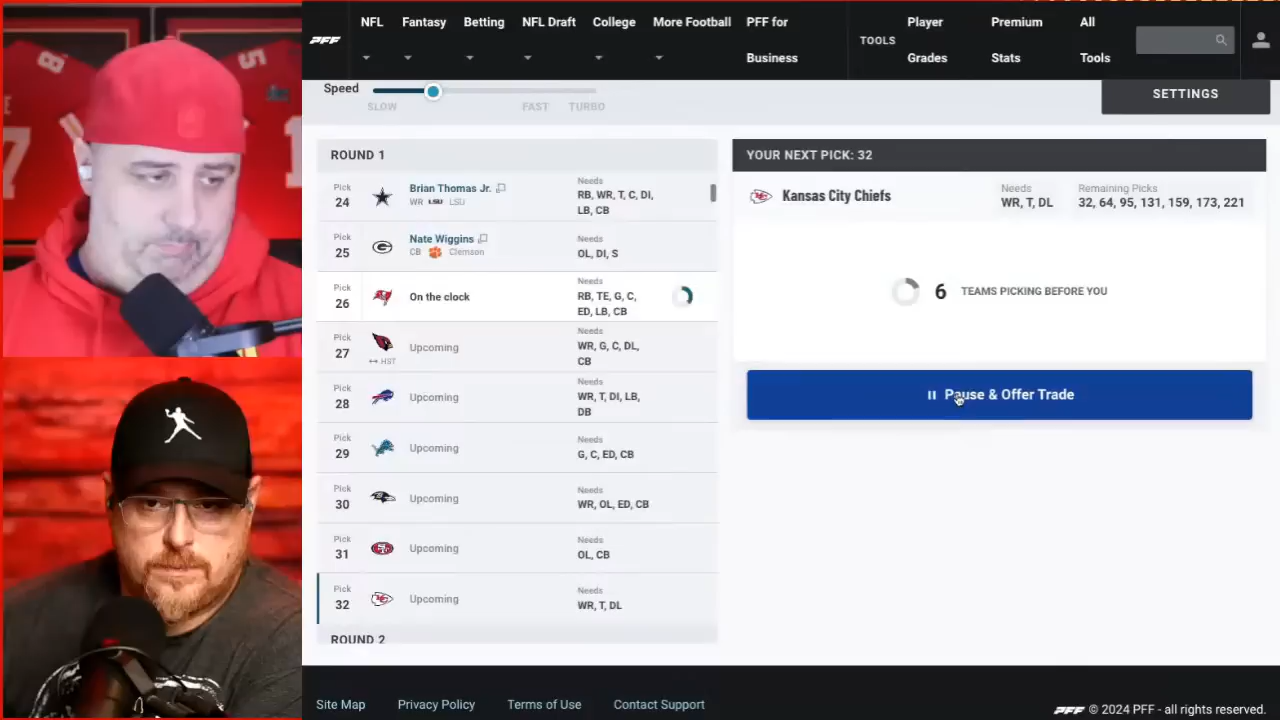 NFL Fantasy Betting NFL Draft College More Football PFF for Business
PFF
TOOLS
Player Grades
Premium Stats
All Tools
Speed
SLOW FAST TURBO
SETTINGS
ROUND 1
Pick 24
Brian Thomas Jr.
WR LSU LSU
Needs
RB, WR, T, C, DI,
LB, CB
Pick 25
Nate Wiggins
CB Clemson
Needs
OL, DI, S
Pick 26
On the clock
Needs
RB, TE, G, C,
ED, LB, CB
Pick 27
↔ HST
Upcoming
Needs
WR, G, C, DL,
CB
Pick 28
Upcoming
Needs
WR, T, DI, LB,
DB
Pick 29
Upcoming
Needs
G, C, ED, CB
Pick 30
Upcoming
Needs
WR, OL, ED, CB
Pick 31
Upcoming
Needs
OL, CB
Pick 32
Upcoming
Needs
WR, T, DL
ROUND 2
YOUR NEXT PICK: 32
Kansas City Chiefs
Needs
WR, T, DL
Remaining Picks
32, 64, 95, 131, 159, 173, 221
6 TEAMS PICKING BEFORE YOU
Pause & Offer Trade
Site Map Privacy Policy Terms of Use Contact Support
PFF © 2024 PFF - all rights reserved.